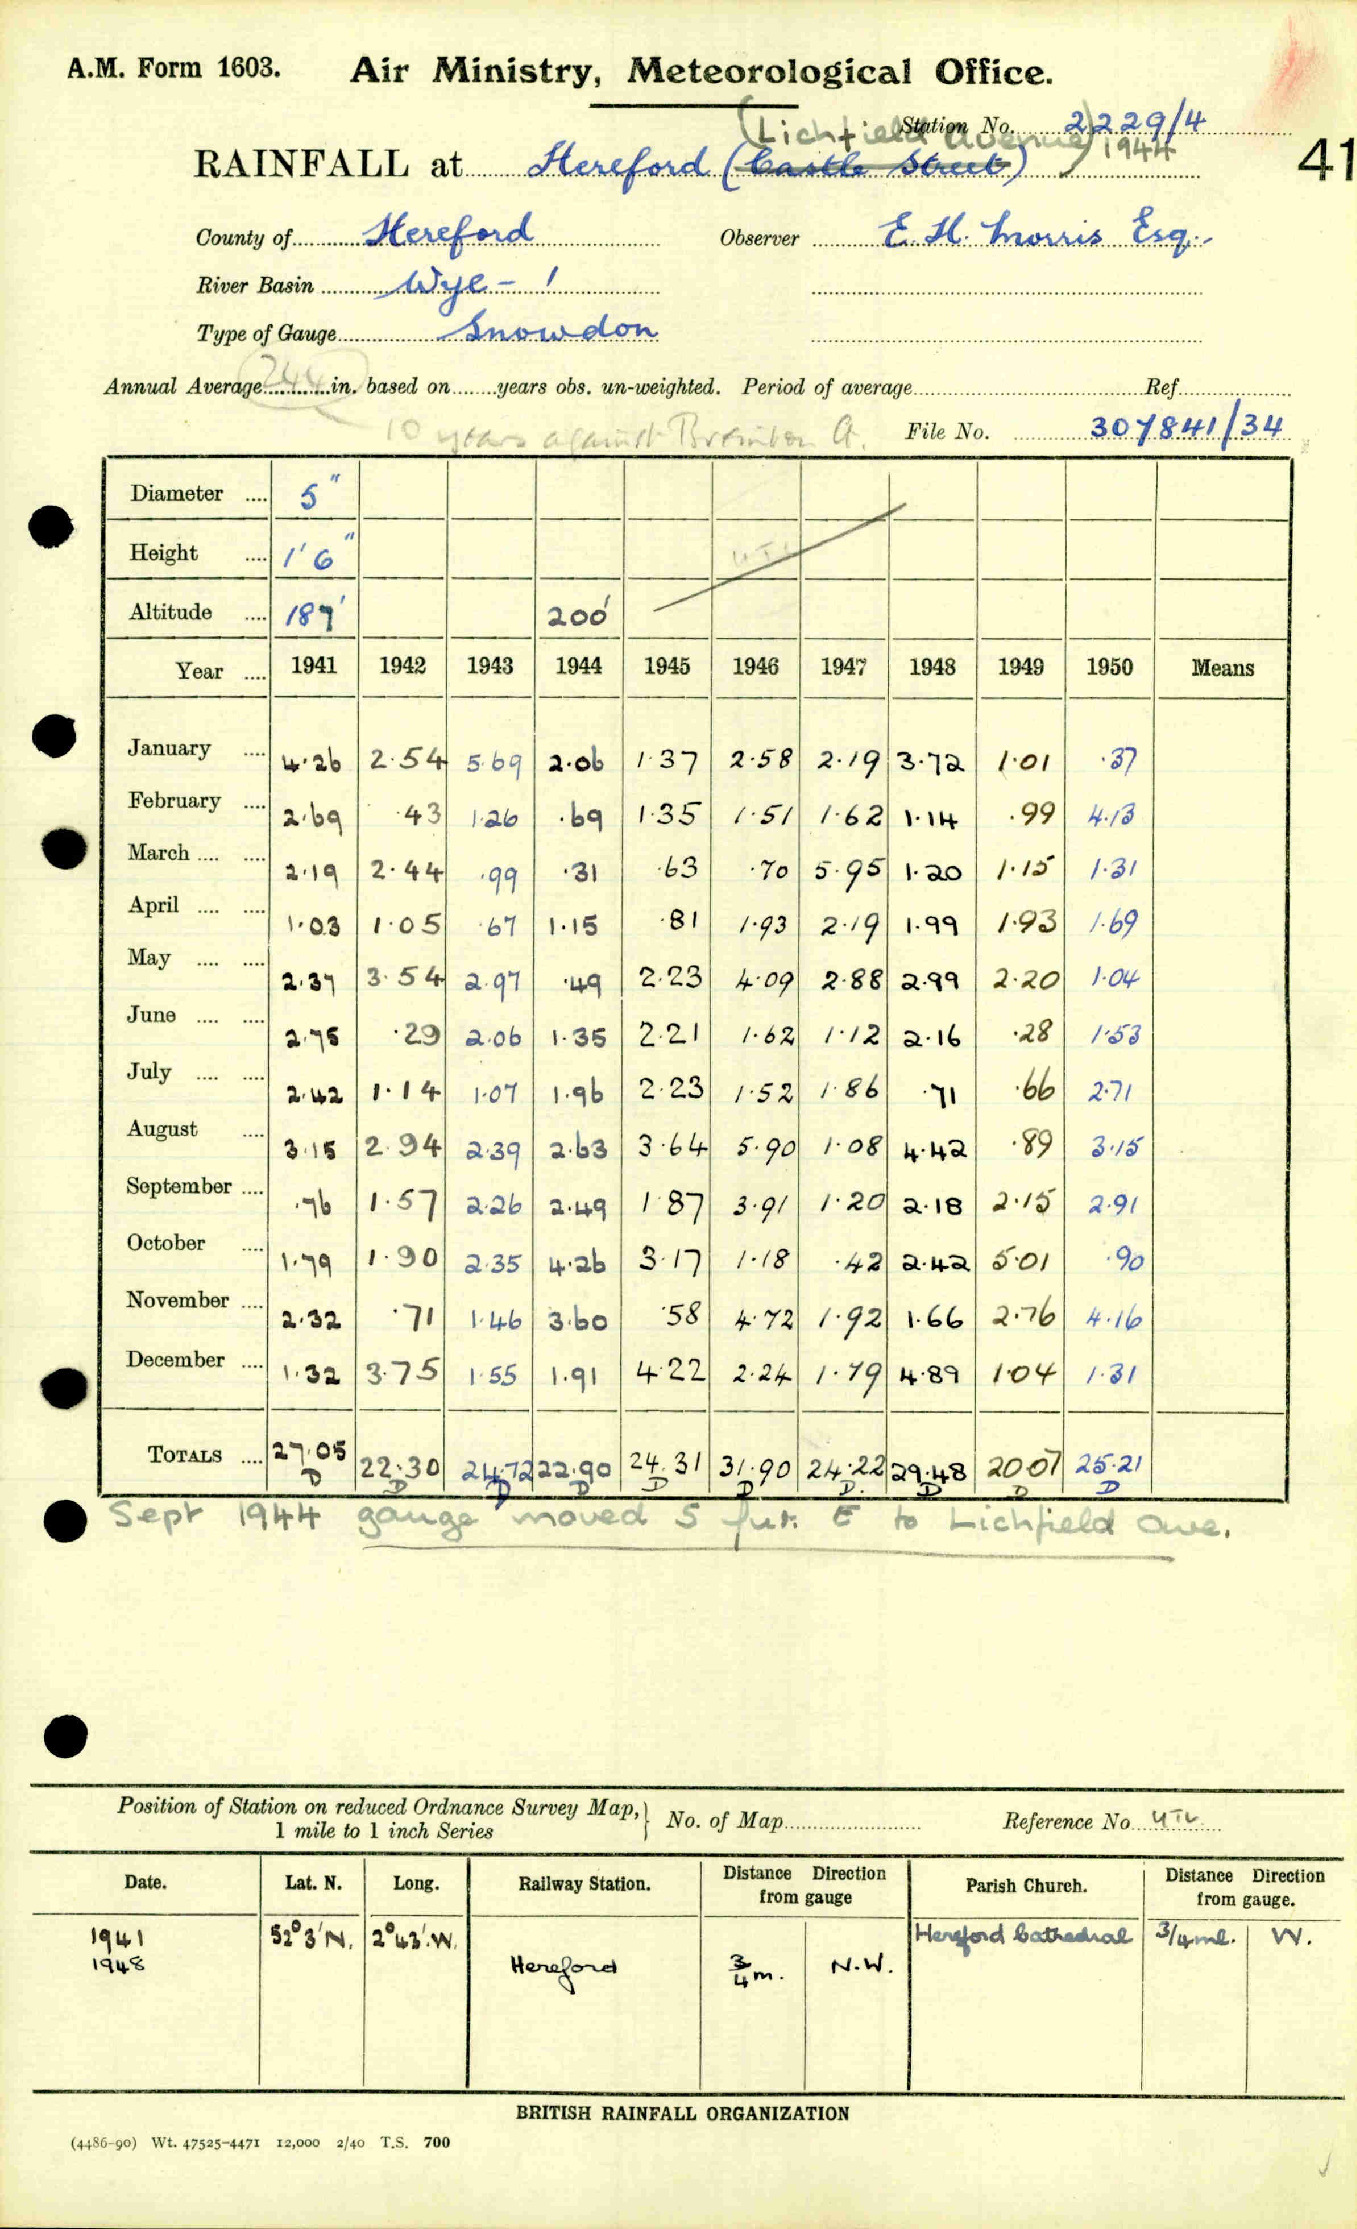 A.M. Form 1603. Air Ministry, Meteorological Office.
Station No. 2229/4
(Lichfield Avenue) 1944
RAINFALL at Hereford (Castle Street) 41
County of Hereford Observer E. H. Morris Esq.
River Basin Wye - 1
Type of Gauge Snowdon
Annual Average 244 in. based on years obs. un-weighted. Period of average Ref
10 years against A. File No. 307841/34
Diameter 5"
Height 1' 6"
Altitude 187' 200'
Year 1941 1942 1943 1944 1945 1946 1947 1948 1949 1950 Means
January 4.26 2.54 5.69 2.06 1.37 2.58 2.19 3.72 1.01 .37
February 2.69 .43 1.26 .69 1.35 1.51 1.62 1.14 .99 4.13
March 2.19 2.44 .99 .31 .63 .70 5.95 1.20 1.15 1.31
April 1.03 1.05 .67 1.15 .81 1.93 2.19 1.99 1.93 1.69
May 2.37 3.54 2.97 .49 2.23 4.09 2.88 2.99 2.20 1.04
June 2.75 .29 2.06 1.35 2.21 1.62 1.12 2.16 .28 1.53
July 2.42 1.14 1.07 1.96 2.23 1.52 1.86 .71 .66 2.71
August 3.15 2.94 2.39 2.63 3.64 5.90 1.08 4.42 .89 3.15
September .76 1.57 2.26 2.49 1.87 3.91 1.20 2.18 2.15 2.91
October 1.79 1.90 2.35 4.26 3.17 1.18 .42 2.42 5.01 .90
November 2.32 .71 1.46 3.60 .58 4.72 1.92 1.66 2.76 4.16
December 1.32 3.75 1.55 1.91 4.22 2.24 1.79 4.89 1.04 1.31
TOTALS 27.05 22.30 24.72 22.90 24.31 31.90 24.22 29.48 20.07 25.21
D D D D D D D. D D D
Sept 1944 gauge moved 5 fur. E to Lichfield Ave.
Position of Station on reduced Ordnance Survey Map, 1 mile to 1 inch Series } No. of Map Reference No. UTL
Date. Lat. N. Long. Railway Station. Distance Direction from gauge Parish Church. Distance Direction from gauge.
1941 52° 3' N. 2° 43'. W. Hereford Cathedral 3/4 ml. W.
1948 Hereford 3/4 m. N.W.
BRITISH RAINFALL ORGANIZATION
(4486-90) Wt. 47525-4471 12,000 2/40 T.S. 700